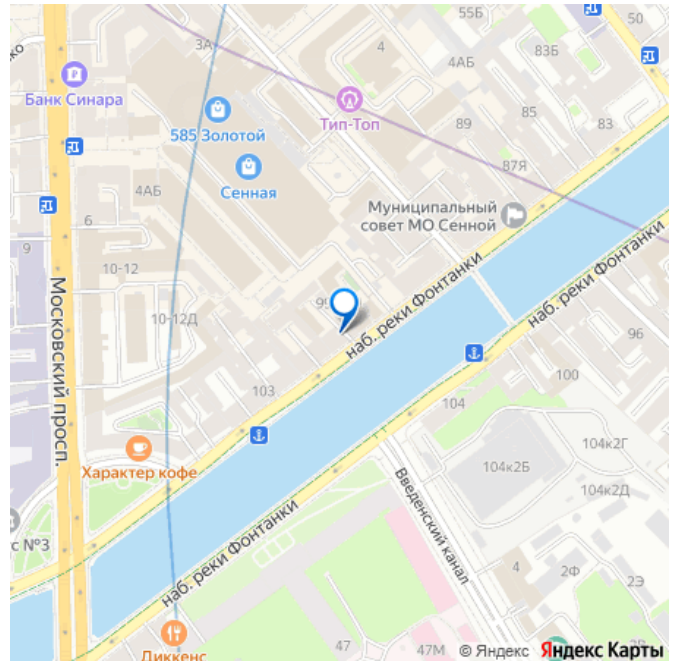 55Б
50
3А
4
4АБ
83Б
Банк Синара
585 Золотой
Тип-Топ
89
85
83
87Я
Сенная
4АБ
Муниципальный
совет МО Сенной
6
9
10-12
10-12Д
Московский просп.
наб. реки Фонтанки
наб. реки Фонтанки
96
100
103
104
104к2Г
104к2Б
104к2Д
Характер кофе
Введенский канал
с №3
наб. реки Фонтанки
4
2Ф
2Э
47
47М
Диккенс
© Яндекс Яндекс Карты